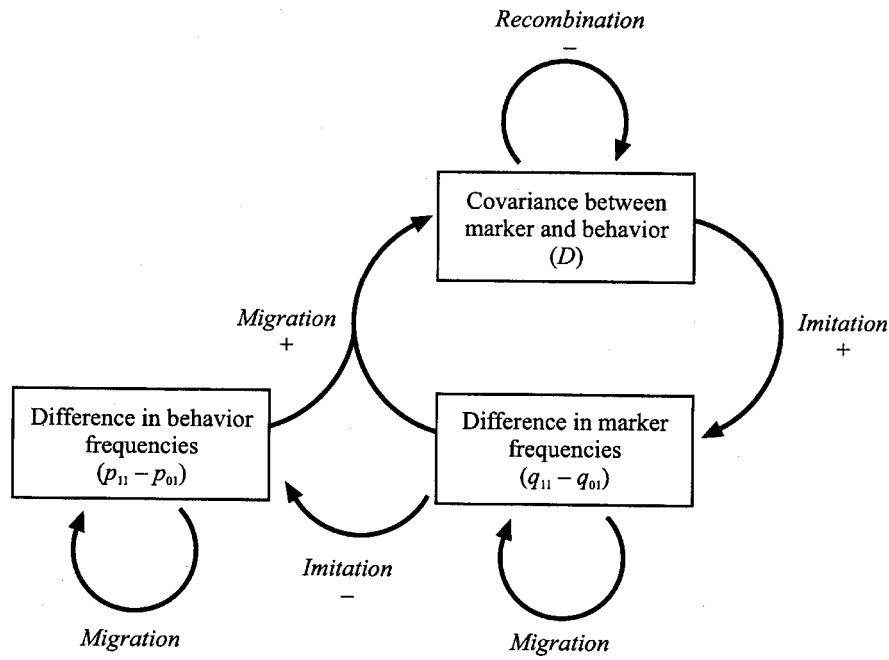 Recombination
−
Covariance between
marker and behavior
(D)
Migration
+
Imitation
+
Difference in behavior
frequencies
(p₁₁ − p₀₁)
Difference in marker
frequencies
(q₁₁ − q₀₁)
Imitation
−
Migration
Migration